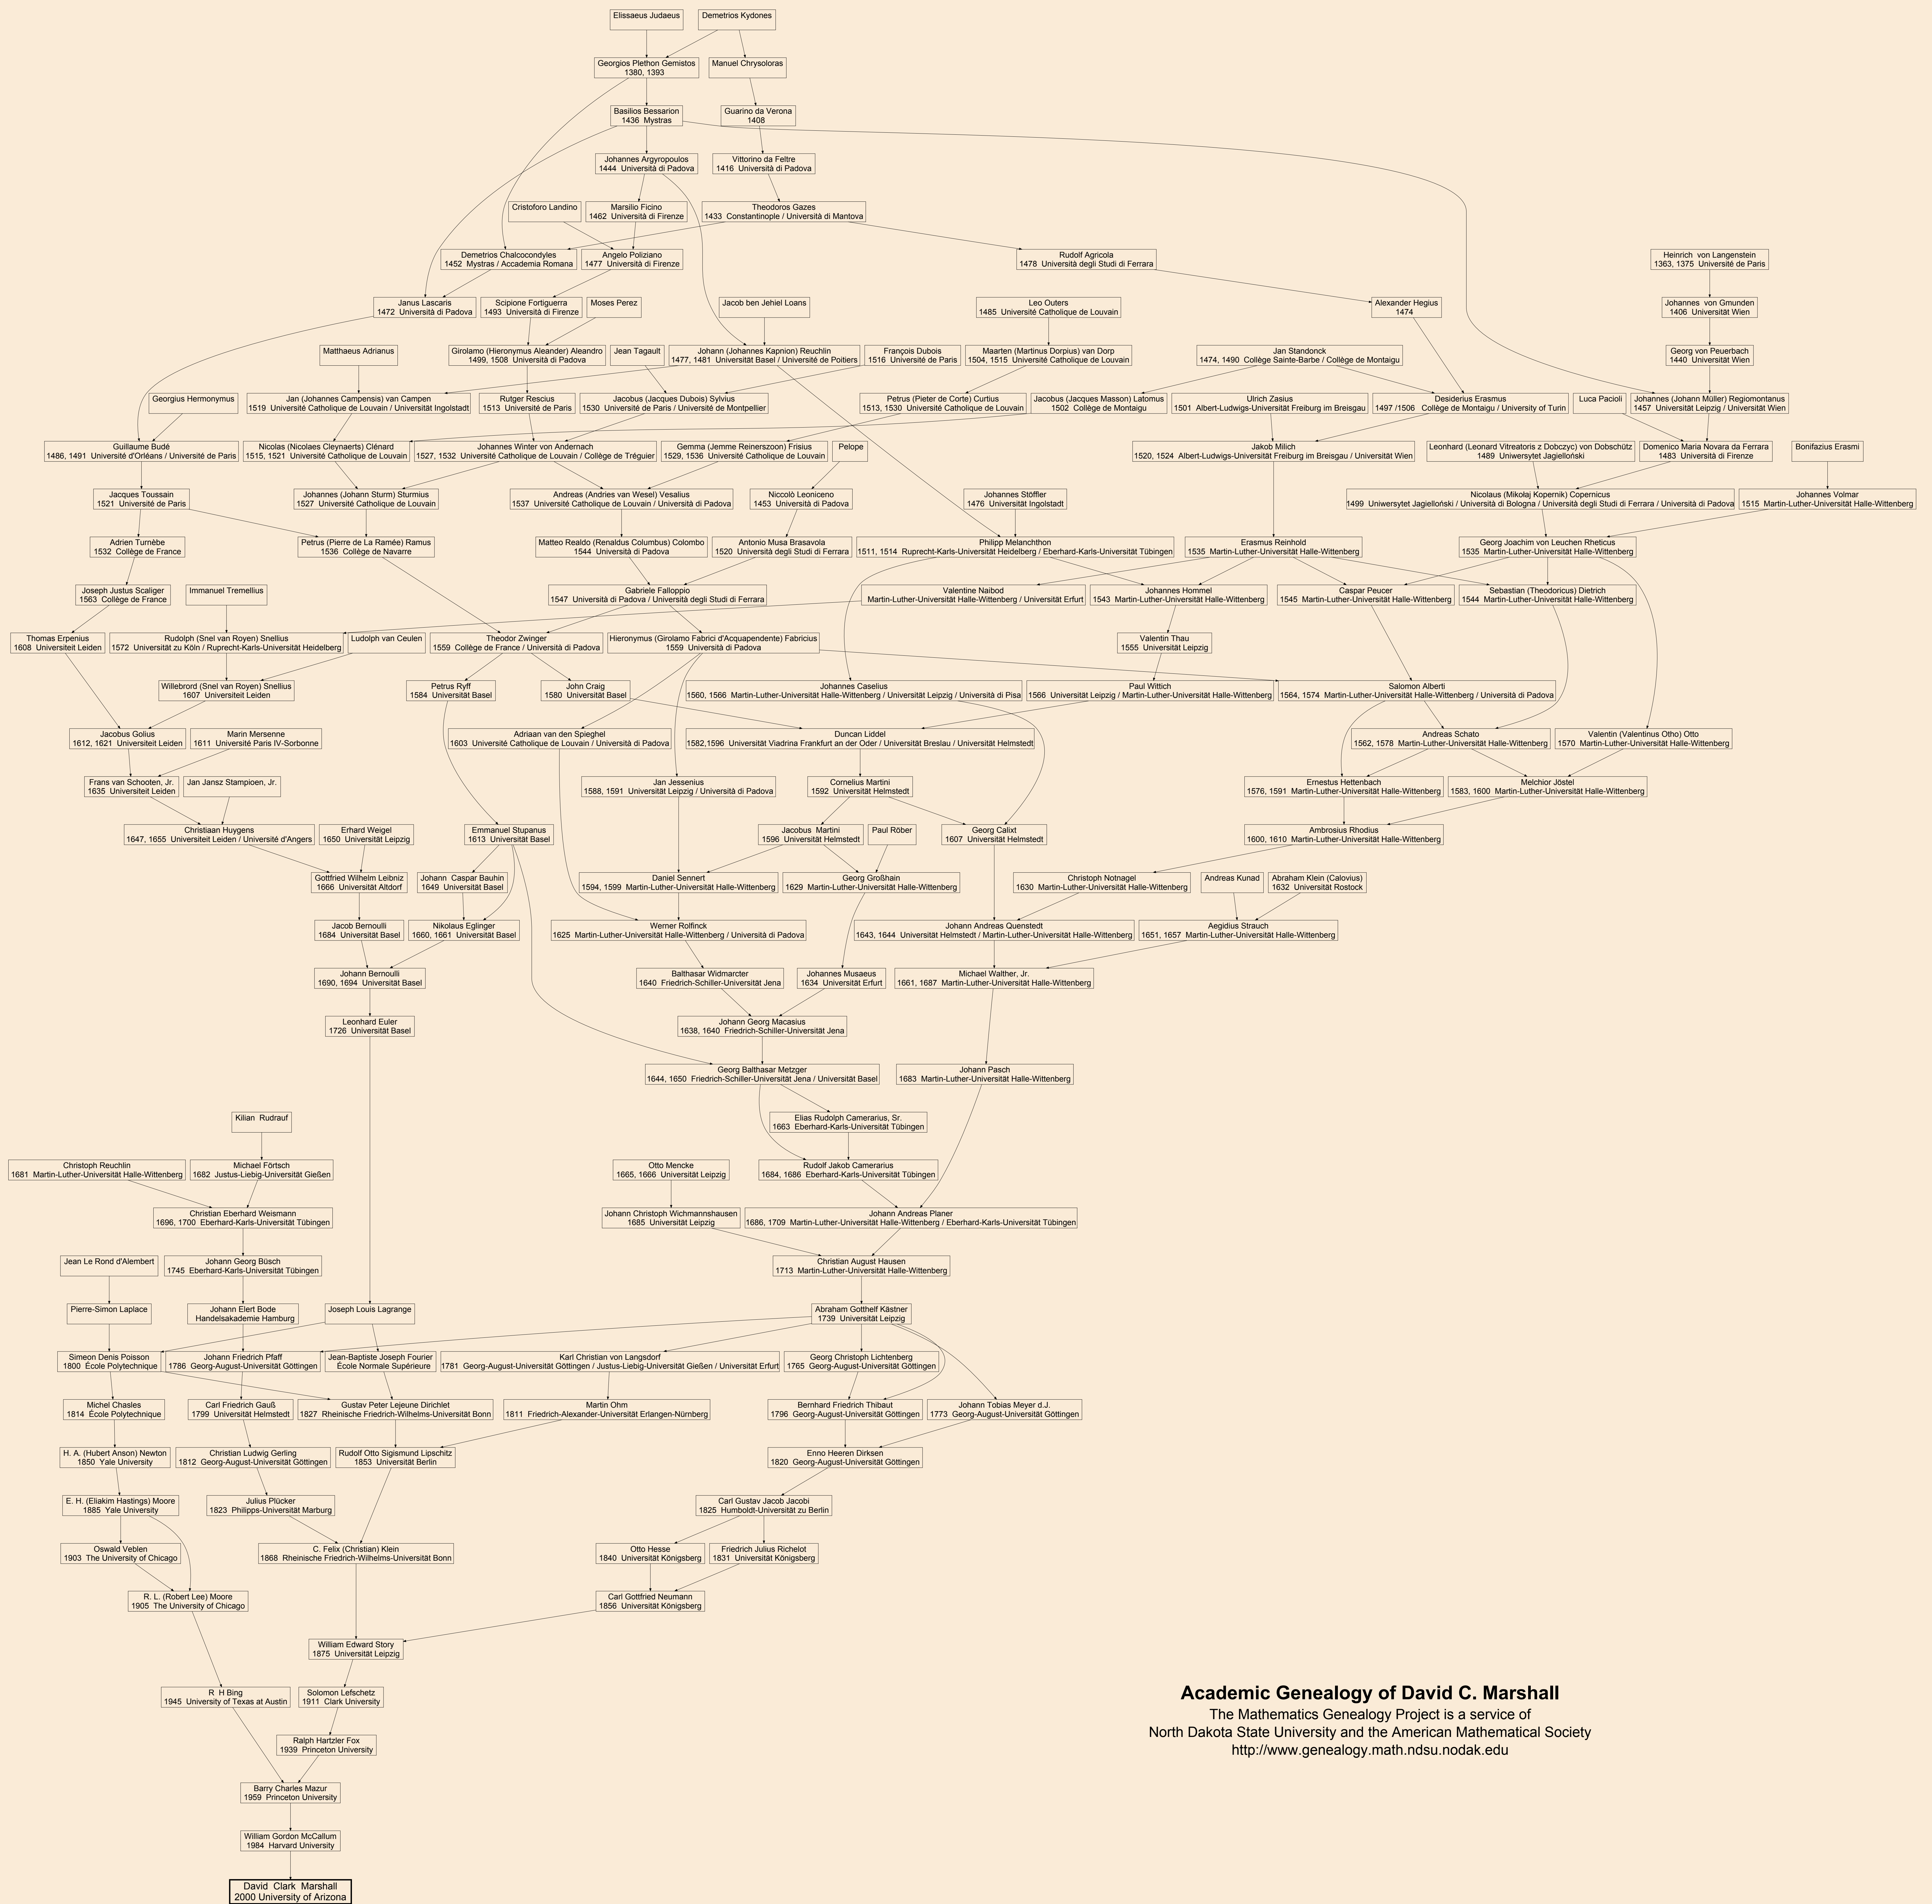 Elissaeus Judaeus
Demetrios Kydones
Georgios Plethon Gemistos
1380, 1393
Manuel Chrysoloras
Basilios Bessarion
1436 Mystras
Guarino da Verona
1408
Johannes Argyropoulos
1444 Università di Padova
Vittorino da Feltre
1416 Università di Padova
Cristoforo Landino
Marsilio Ficino
1462 Università di Firenze
Theodoros Gazes
1433 Constantinople / Università di Mantova
Demetrios Chalcocondyles
1452 Mystras / Accademia Romana
Angelo Poliziano
1477 Università di Firenze
Rudolf Agricola
1478 Università degli Studi di Ferrara
Heinrich von Langenstein
1363, 1375 Université de Paris
Janus Lascaris
1472 Università di Padova
Scipione Fortiguerra
1493 Università di Firenze
Moses Perez
Jacob ben Jehiel Loans
Leo Outers
1485 Université Catholique de Louvain
Alexander Hegius
1474
Johannes von Gmunden
1406 Universität Wien
Matthaeus Adrianus
Girolamo (Hieronymus Aleander) Aleandro
1499, 1508 Università di Padova
Jean Tagault
Johann (Johannes Kapnion) Reuchlin
1477, 1481 Universität Basel / Université de Poitiers
François Dubois
1516 Université de Paris
Maarten (Martinus Dorpius) van Dorp
1504, 1515 Université Catholique de Louvain
Jan Standonck
1474, 1490 Collège Sainte-Barbe / Collège de Montaigu
Georg von Peuerbach
1440 Universität Wien
Georgius Hermonymus
Jan (Johannes Campensis) van Campen
1519 Université Catholique de Louvain / Universität Ingolstadt
Rutger Rescius
1513 Université de Paris
Jacobus (Jacques Dubois) Sylvius
1530 Université de Paris / Université de Montpellier
Petrus (Pieter de Corte) Curtius
1513, 1530 Université Catholique de Louvain
Jacobus (Jacques Masson) Latomus
1502 Collège de Montaigu
Ulrich Zasius
1501 Albert-Ludwigs-Universität Freiburg im Breisgau
Desiderius Erasmus
1497 /1506 Collège de Montaigu / University of Turin
Luca Pacioli
Johannes (Johann Müller) Regiomontanus
1457 Universität Leipzig / Universität Wien
Guillaume Budé
1486, 1491 Université d'Orléans / Université de Paris
Nicolas (Nicolaes Cleynaerts) Clénard
1515, 1521 Université Catholique de Louvain
Johannes Winter von Andernach
1527, 1532 Université Catholique de Louvain / Collège de Tréguier
Gemma (Jemme Reinerszoon) Frisius
1529, 1536 Université Catholique de Louvain
Pelope
Jakob Milich
1520, 1524 Albert-Ludwigs-Universität Freiburg im Breisgau / Universität Wien
Leonhard (Leonard Vitreatoris z Dobczyc) von Dobschütz
1489 Uniwersytet Jagielloński
Domenico Maria Novara da Ferrara
1483 Università di Firenze
Bonifazius Erasmi
Jacques Toussain
1521 Université de Paris
Johannes (Johann Sturm) Sturmius
1527 Université Catholique de Louvain
Andreas (Andries van Wesel) Vesalius
1537 Université Catholique de Louvain / Università di Padova
Niccolò Leoniceno
1453 Università di Padova
Johannes Stöffler
1476 Universität Ingolstadt
Nicolaus (Mikołaj Kopernik) Copernicus
1499 Uniwersytet Jagielloński / Università di Bologna / Università degli Studi di Ferrara / Università di Padova
Johannes Volmar
1515 Martin-Luther-Universität Halle-Wittenberg
Adrien Turnèbe
1532 Collège de France
Petrus (Pierre de La Ramée) Ramus
1536 Collège de Navarre
Matteo Realdo (Renaldus Columbus) Colombo
1544 Università di Padova
Antonio Musa Brasavola
1520 Università degli Studi di Ferrara
Philipp Melanchthon
1511, 1514 Ruprecht-Karls-Universität Heidelberg / Eberhard-Karls-Universität Tübingen
Erasmus Reinhold
1535 Martin-Luther-Universität Halle-Wittenberg
Georg Joachim von Leuchen Rheticus
1535 Martin-Luther-Universität Halle-Wittenberg
Joseph Justus Scaliger
1563 Collège de France
Immanuel Tremellius
Gabriele Falloppio
1547 Università di Padova / Università degli Studi di Ferrara
Valentine Naibod
Martin-Luther-Universität Halle-Wittenberg / Universität Erfurt
Johannes Hommel
1543 Martin-Luther-Universität Halle-Wittenberg
Caspar Peucer
1545 Martin-Luther-Universität Halle-Wittenberg
Sebastian (Theodoricus) Dietrich
1544 Martin-Luther-Universität Halle-Wittenberg
Thomas Erpenius
1608 Universiteit Leiden
Rudolph (Snel van Royen) Snellius
1572 Universität zu Köln / Ruprecht-Karls-Universität Heidelberg
Ludolph van Ceulen
Theodor Zwinger
1559 Collège de France / Università di Padova
Hieronymus (Girolamo Fabrici d'Acquapendente) Fabricius
1559 Università di Padova
Valentin Thau
1555 Universität Leipzig
Willebrord (Snel van Royen) Snellius
1607 Universiteit Leiden
Petrus Ryff
1584 Universität Basel
John Craig
1580 Universität Basel
Johannes Caselius
1560, 1566 Martin-Luther-Universität Halle-Wittenberg / Universität Leipzig / Università di Pisa
Paul Wittich
1566 Universität Leipzig / Martin-Luther-Universität Halle-Wittenberg
Salomon Alberti
1564, 1574 Martin-Luther-Universität Halle-Wittenberg / Università di Padova
Jacobus Golius
1612, 1621 Universiteit Leiden
Marin Mersenne
1611 Université Paris IV-Sorbonne
Adriaan van den Spieghel
1603 Université Catholique de Louvain / Università di Padova
Duncan Liddel
1582,1596 Universität Viadrina Frankfurt an der Oder / Universität Breslau / Universität Helmstedt
Andreas Schato
1562, 1578 Martin-Luther-Universität Halle-Wittenberg
Valentin (Valentinus Otho) Otto
1570 Martin-Luther-Universität Halle-Wittenberg
Frans van Schooten, Jr.
1635 Universiteit Leiden
Jan Jansz Stampioen, Jr.
Jan Jessenius
1588, 1591 Universität Leipzig / Università di Padova
Cornelius Martini
1592 Universität Helmstedt
Ernestus Hettenbach
1576, 1591 Martin-Luther-Universität Halle-Wittenberg
Melchior Jöstel
1583, 1600 Martin-Luther-Universität Halle-Wittenberg
Christiaan Huygens
1647, 1655 Universiteit Leiden / Université d'Angers
Erhard Weigel
1650 Universität Leipzig
Emmanuel Stupanus
1613 Universität Basel
Jacobus Martini
1596 Universität Helmstedt
Paul Röber
Georg Calixt
1607 Universität Helmstedt
Ambrosius Rhodius
1600, 1610 Martin-Luther-Universität Halle-Wittenberg
Gottfried Wilhelm Leibniz
1666 Universität Altdorf
Johann Caspar Bauhin
1649 Universität Basel
Daniel Sennert
1594, 1599 Martin-Luther-Universität Halle-Wittenberg
Georg Großhain
1629 Martin-Luther-Universität Halle-Wittenberg
Christoph Notnagel
1630 Martin-Luther-Universität Halle-Wittenberg
Andreas Kunad
Abraham Klein (Calovius)
1632 Universität Rostock
Jacob Bernoulli
1684 Universität Basel
Nikolaus Eglinger
1660, 1661 Universität Basel
Werner Rolfinck
1625 Martin-Luther-Universität Halle-Wittenberg / Università di Padova
Johann Andreas Quenstedt
1643, 1644 Universität Helmstedt / Martin-Luther-Universität Halle-Wittenberg
Aegidius Strauch
1651, 1657 Martin-Luther-Universität Halle-Wittenberg
Johann Bernoulli
1690, 1694 Universität Basel
Balthasar Widmarcter
1640 Friedrich-Schiller-Universität Jena
Johannes Musaeus
1634 Universität Erfurt
Michael Walther, Jr.
1661, 1687 Martin-Luther-Universität Halle-Wittenberg
Leonhard Euler
1726 Universität Basel
Johann Georg Macasius
1638, 1640 Friedrich-Schiller-Universität Jena
Georg Balthasar Metzger
1644, 1650 Friedrich-Schiller-Universität Jena / Universität Basel
Johann Pasch
1683 Martin-Luther-Universität Halle-Wittenberg
Kilian Rudrauf
Elias Rudolph Camerarius, Sr.
1663 Eberhard-Karls-Universität Tübingen
Christoph Reuchlin
1681 Martin-Luther-Universität Halle-Wittenberg
Michael Förtsch
1682 Justus-Liebig-Universität Gießen
Otto Mencke
1665, 1666 Universität Leipzig
Rudolf Jakob Camerarius
1684, 1686 Eberhard-Karls-Universität Tübingen
Christian Eberhard Weismann
1696, 1700 Eberhard-Karls-Universität Tübingen
Johann Christoph Wichmannshausen
1685 Universität Leipzig
Johann Andreas Planer
1686, 1709 Martin-Luther-Universität Halle-Wittenberg / Eberhard-Karls-Universität Tübingen
Jean Le Rond d'Alembert
Johann Georg Büsch
1745 Eberhard-Karls-Universität Tübingen
Christian August Hausen
1713 Martin-Luther-Universität Halle-Wittenberg
Pierre-Simon Laplace
Johann Elert Bode
Handelsakademie Hamburg
Joseph Louis Lagrange
Abraham Gotthelf Kästner
1739 Universität Leipzig
Simeon Denis Poisson
1800 École Polytechnique
Johann Friedrich Pfaff
1786 Georg-August-Universität Göttingen
Jean-Baptiste Joseph Fourier
École Normale Supérieure
Karl Christian von Langsdorf
1781 Georg-August-Universität Göttingen / Justus-Liebig-Universität Gießen / Universität Erfurt
Georg Christoph Lichtenberg
1765 Georg-August-Universität Göttingen
Michel Chasles
1814 École Polytechnique
Carl Friedrich Gauß
1799 Universität Helmstedt
Gustav Peter Lejeune Dirichlet
1827 Rheinische Friedrich-Wilhelms-Universität Bonn
Martin Ohm
1811 Friedrich-Alexander-Universität Erlangen-Nürnberg
Bernhard Friedrich Thibaut
1796 Georg-August-Universität Göttingen
Johann Tobias Meyer d.J.
1773 Georg-August-Universität Göttingen
H. A. (Hubert Anson) Newton
1850 Yale University
Christian Ludwig Gerling
1812 Georg-August-Universität Göttingen
Rudolf Otto Sigismund Lipschitz
1853 Universität Berlin
Enno Heeren Dirksen
1820 Georg-August-Universität Göttingen
E. H. (Eliakim Hastings) Moore
1885 Yale University
Julius Plücker
1823 Philipps-Universität Marburg
Carl Gustav Jacob Jacobi
1825 Humboldt-Universität zu Berlin
Oswald Veblen
1903 The University of Chicago
C. Felix (Christian) Klein
1868 Rheinische Friedrich-Wilhelms-Universität Bonn
Otto Hesse
1840 Universität Königsberg
Friedrich Julius Richelot
1831 Universität Königsberg
R. L. (Robert Lee) Moore
1905 The University of Chicago
Carl Gottfried Neumann
1856 Universität Königsberg
William Edward Story
1875 Universität Leipzig
R H Bing
1945 University of Texas at Austin
Solomon Lefschetz
1911 Clark University
Ralph Hartzler Fox
1939 Princeton University
Barry Charles Mazur
1959 Princeton University
William Gordon McCallum
1984 Harvard University
David Clark Marshall
2000 University of Arizona
Academic Genealogy of David C. Marshall
The Mathematics Genealogy Project is a service of
North Dakota State University and the American Mathematical Society
http://www.genealogy.math.ndsu.nodak.edu